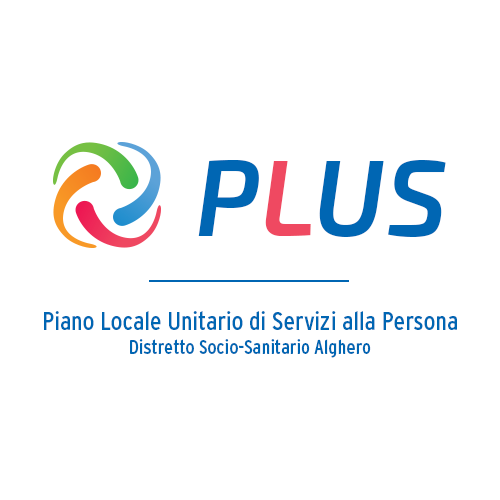 PLUS
Piano Locale Unitario di Servizi alla Persona
Distretto Socio-Sanitario Alghero